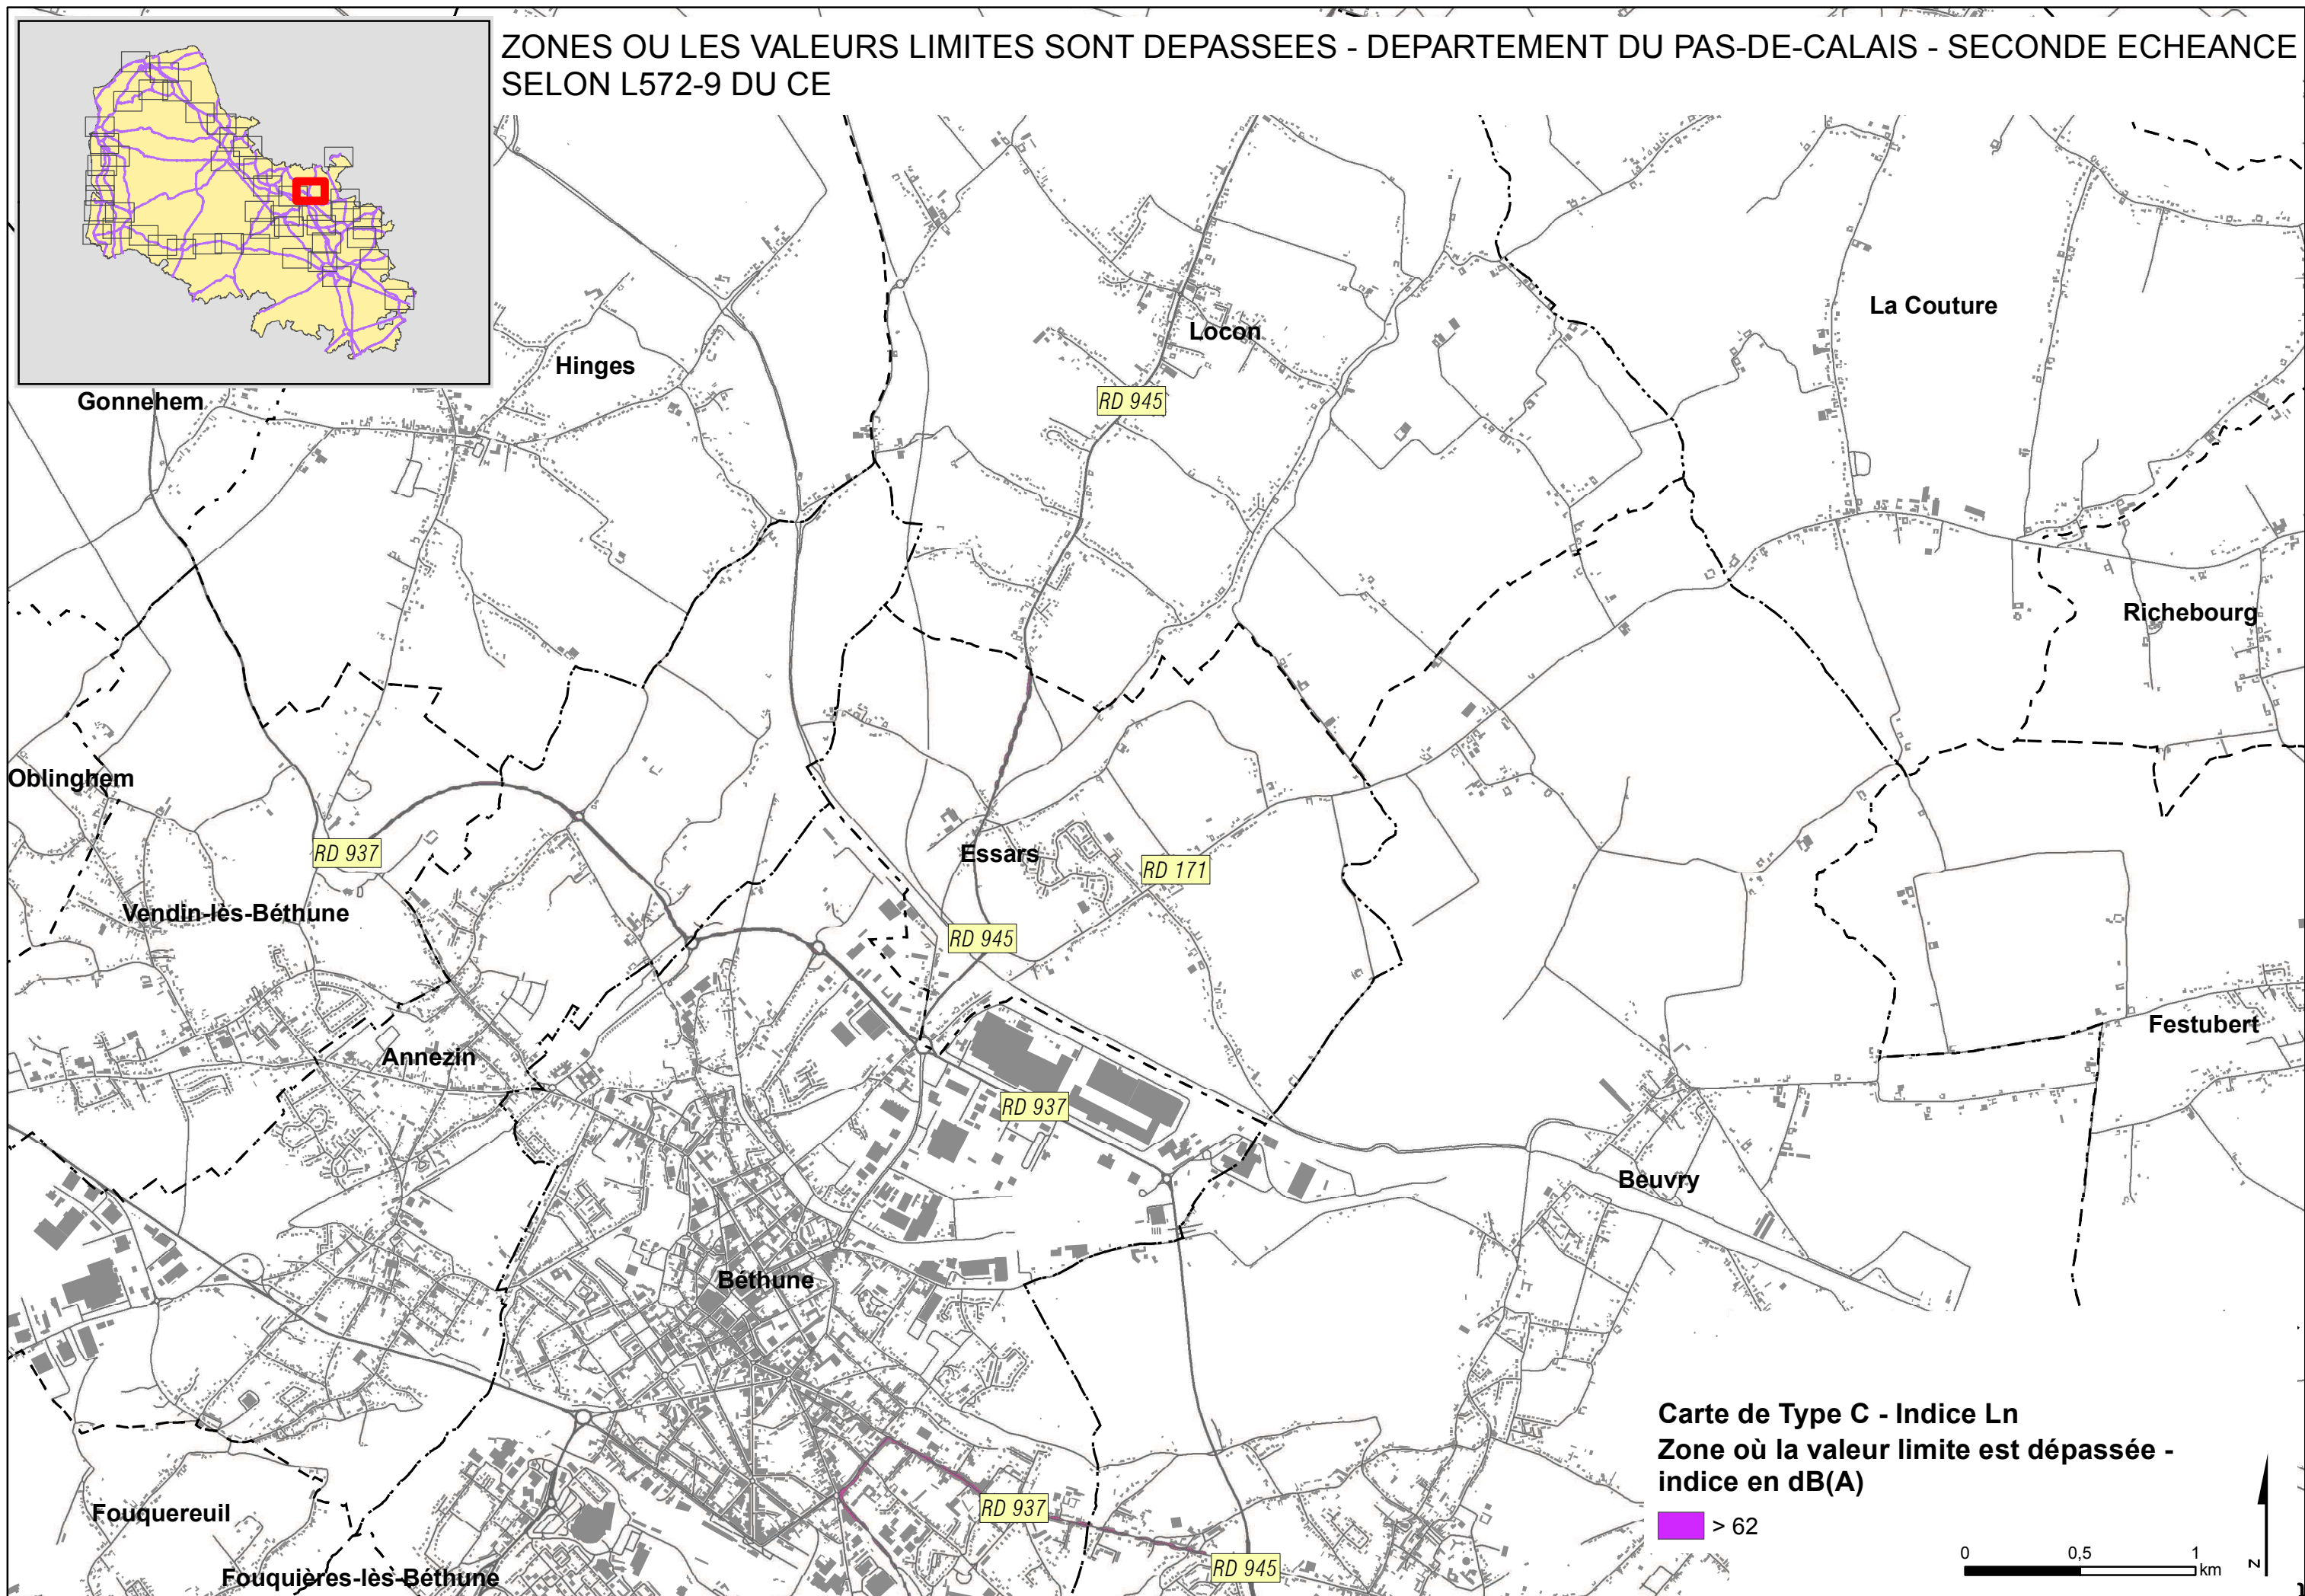 ZONES OU LES VALEURS LIMITES SONT DEPASSEES - DEPARTEMENT DU PAS-DE-CALAIS - SECONDE ECHEANCE
SELON L572-9 DU CE
La Couture
Locon
Hinges
RD 945
Gonnehem
Richebourg
Oblinghem
RD 937
Essars
RD 171
Vendin-lès-Béthune
RD 945
Festubert
Annezin
RD 937
Beuvry
Béthune
Carte de Type C - Indice Ln
Zone où la valeur limite est dépassée -
indice en dB(A)
> 62
RD 937
Fouquereuil
RD 945
Fouquières-lès-Béthune
0 0,5 1
km
N